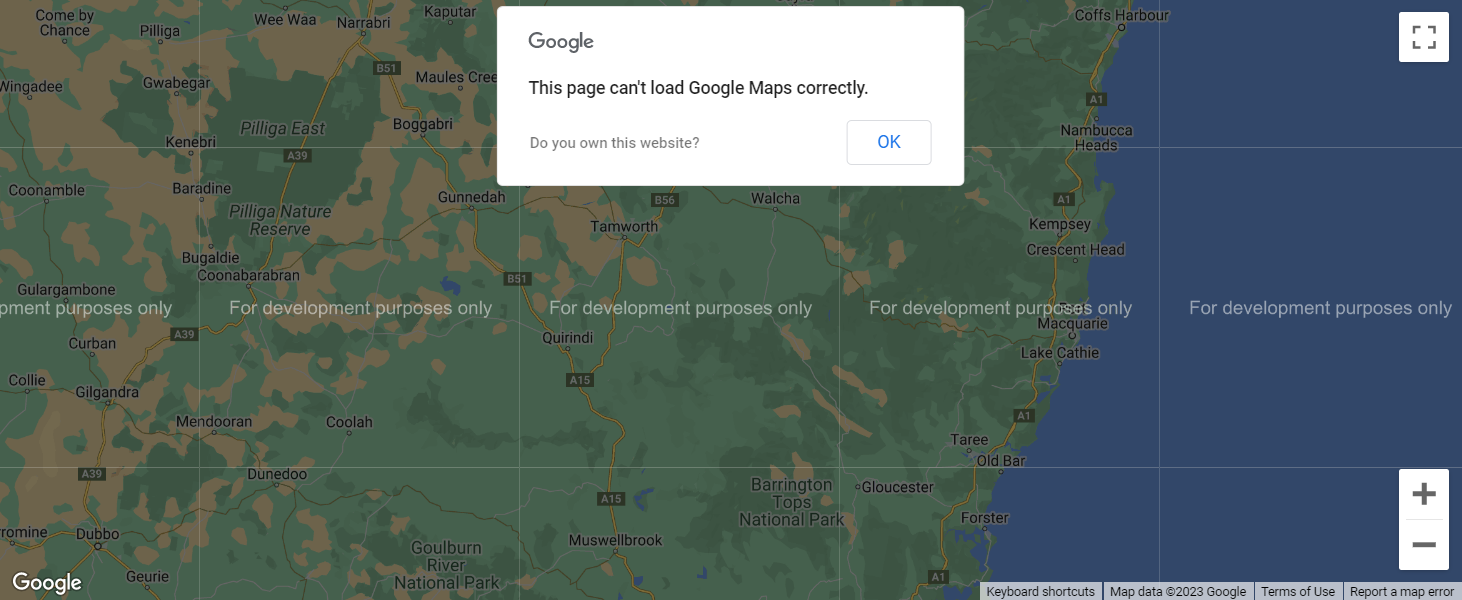 Come by
Chance
Wee Waa
Narrabri
Kaputar
Coffs Harbour
Pilliga
Google
B51
Maules Cree
This page can't load Google Maps correctly.
Wingadee
Gwabegar
A1
Pilliga East
Boggabri
Nambucca
Heads
Kenebri
A39
Do you own this website?
OK
Coonamble
Baradine
Gunnedah
B56
Walcha
A1
Pilliga Nature
Reserve
Tamworth
Kempsey
Crescent Head
Bugaldie
Coonabarabran
B51
Gulargambone
pment purposes only
For development purposes only
For development purposes only
For development purposes only
For development purposes only
Port
Macquarie
A39
Curban
Quirindi
Lake Cathie
Collie
Gilgandra
A15
Mendooran
Coolah
A1
Taree
Old Bar
A39
Dunedoo
Barrington
Tops
National Park
Gloucester
A15
Forster
romine
Dubbo
Muswellbrook
Goulburn
River
National Park
Geurie
A1
Google
Keyboard shortcuts
Map data ©2023 Google
Terms of Use
Report a map error